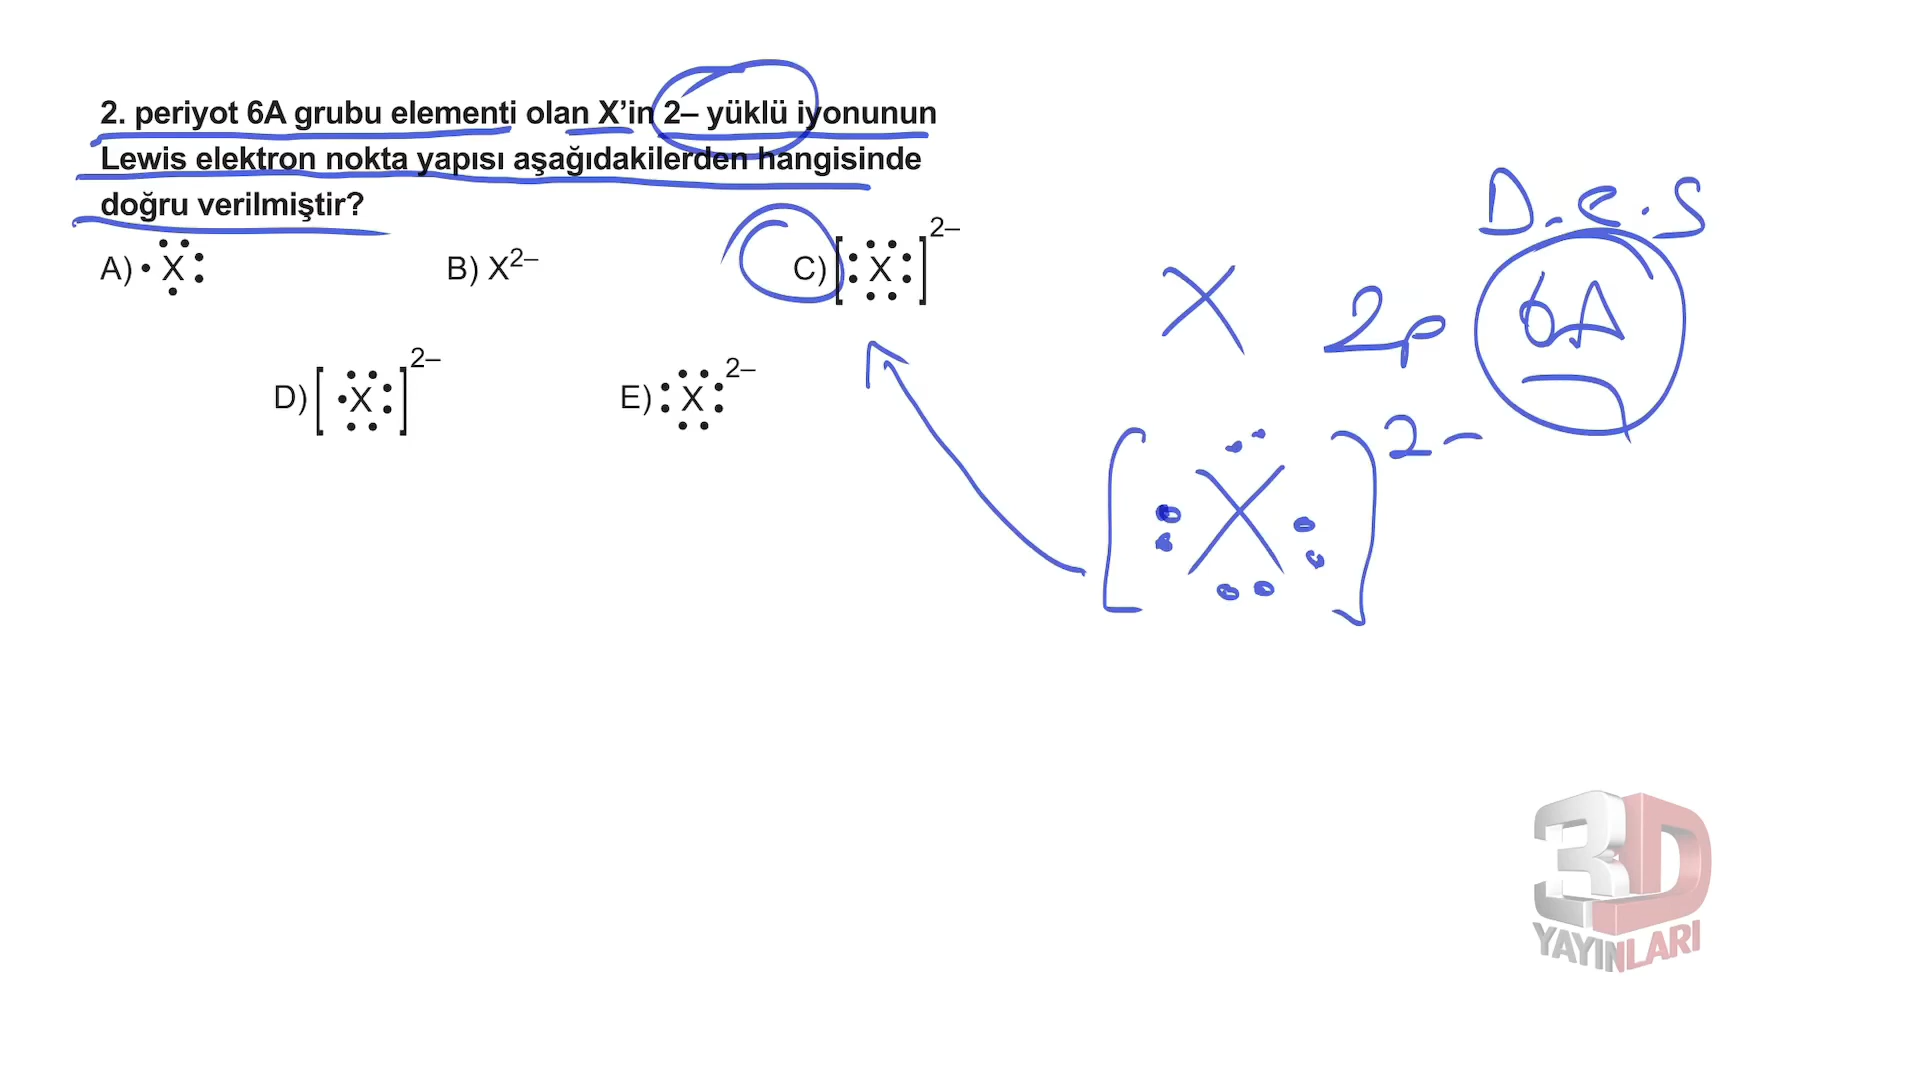 2. periyot 6A grubu elementi olan X’in 2– yüklü iyonunun
Lewis elektron nokta yapısı aşağıdakilerden hangisinde
doğru verilmiştir?
A) X
B) X2–
C) [X]2–
D) [X]2–
E) X2–
D.e.s
X 2p 6A
[X]2-
3D
YAYINLARI